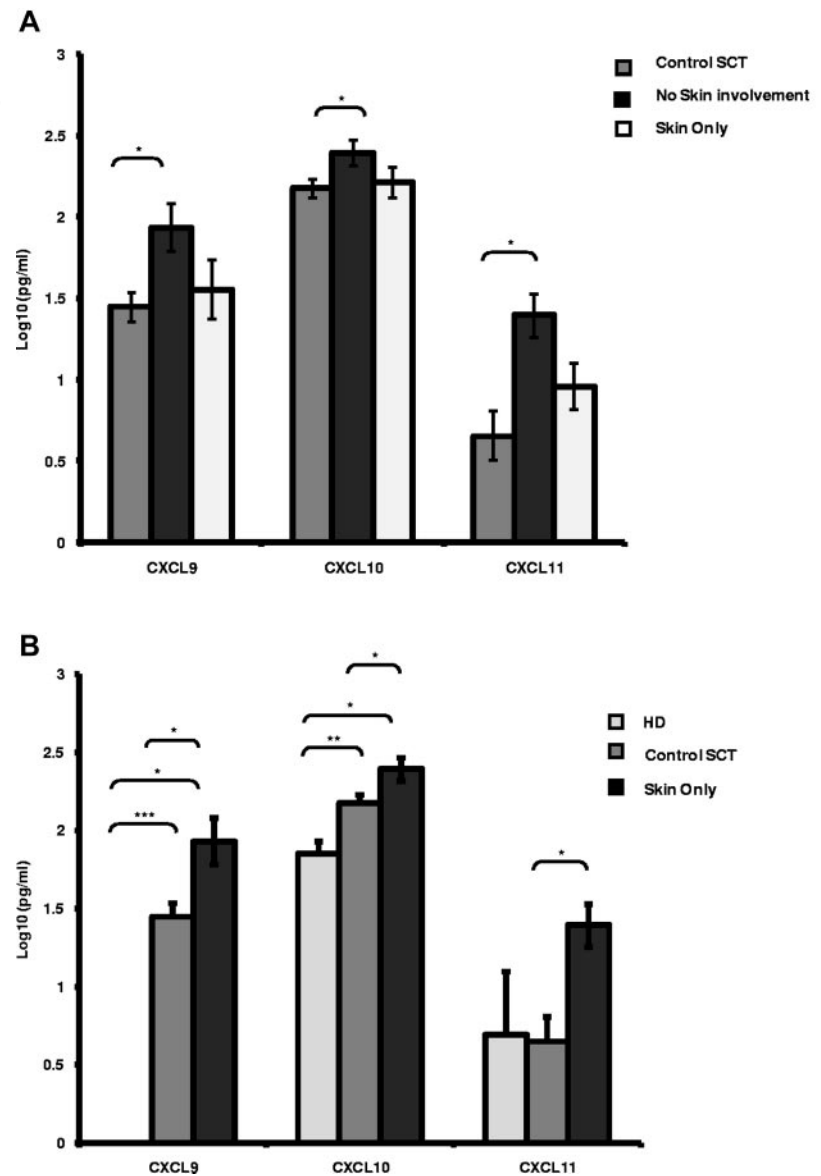 A
3
2.5
2
1.5
1
0.5
0
Log10 (pg/ml)
*
*
*
Control SCT
No Skin involvement
Skin Only
CXCL9 CXCL10 CXCL11
B
3
2.5
2
1.5
1
0.5
0
Log10 (pg/ml)
*
*
***
*
*
**
*
HD
Control SCT
Skin Only
CXCL9 CXCL10 CXCL11